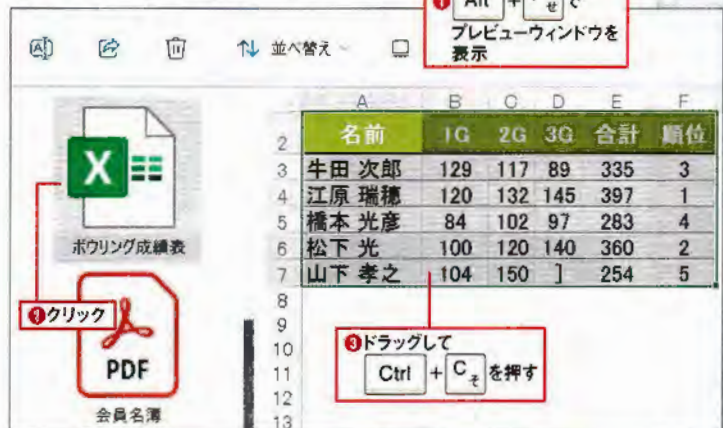 Alt + せ で
プレビューウィンドウを
表示
並べ替え
A B C D E F
2 名前 1G 2G 3G 合計 順位
3 牛田 次郎 129 117 89 335 3
4 江原 瑞穂 120 132 145 397 1
5 橋本 光彦 84 102 97 283 4
6 松下 光 100 120 140 360 2
7 山下 孝之 104 150 ] 254 5
8
9
10
11
12
13
X
ボウリング成績表
❶クリック
PDF
会員名簿
❸ドラッグして
Ctrl + C そ を押す